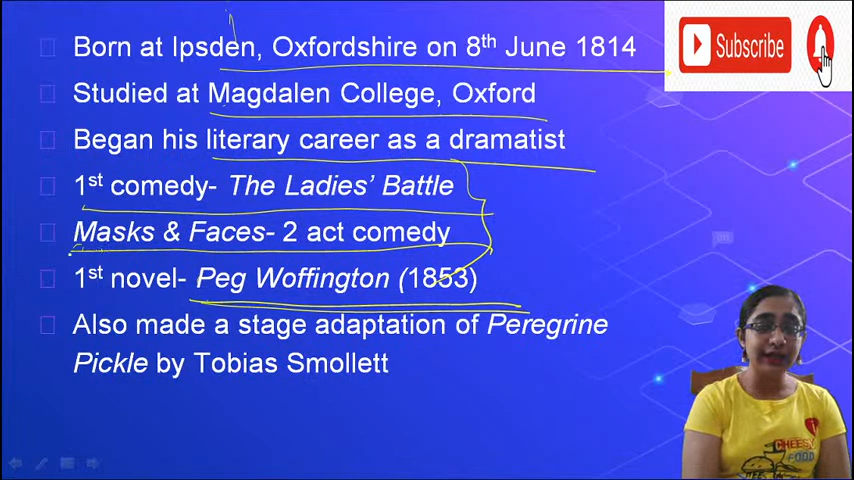 Born at Ipsden, Oxfordshire on 8th June 1814
Subscribe
Studied at Magdalen College, Oxford
Began his literary career as a dramatist
1st comedy- The Ladies' Battle
Masks & Faces- 2 act comedy
1st novel- Peg Woffington (1853)
Also made a stage adaptation of Peregrine
Pickle by Tobias Smollett
CHEESY
FOOD